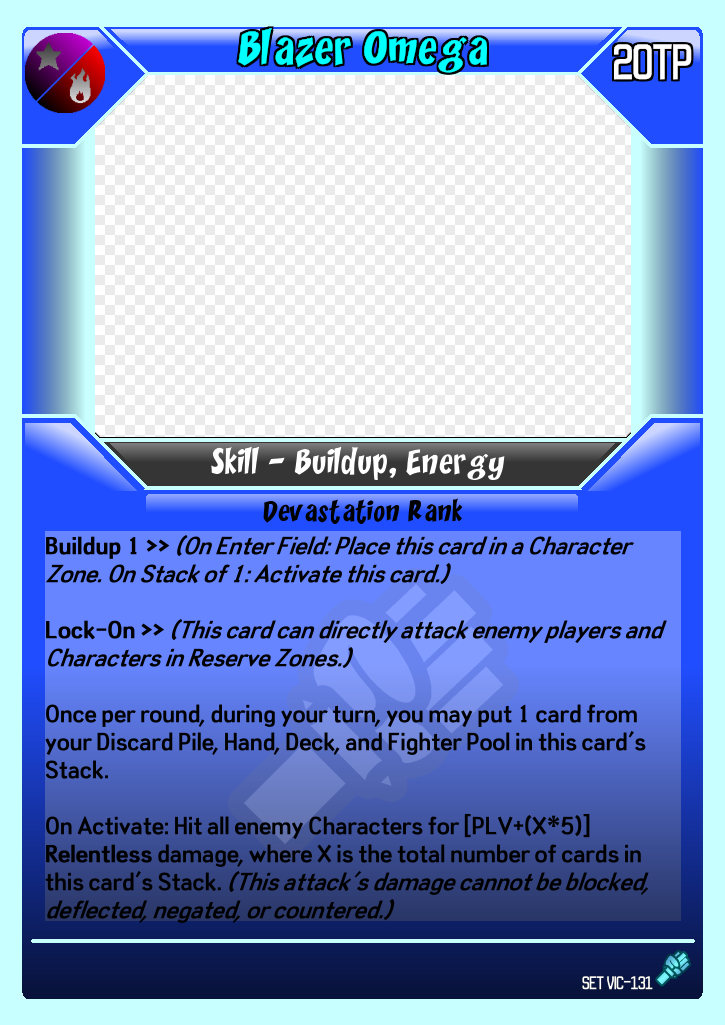 Blazer Omega
20TP
Skill - Buildup, Energy
Devastation Rank
Buildup 1 >> (On Enter Field: Place this card in a Character
Zone. On Stack of 1: Activate this card.)
Lock-On >> (This card can directly attack enemy players and
Characters in Reserve Zones.)
Once per round, during your turn, you may put 1 card from
your Discard Pile, Hand, Deck, and Fighter Pool in this card's
Stack.
On Activate: Hit all enemy Characters for [PLV+(X*5)]
Relentless damage, where X is the total number of cards in
this card's Stack. (This attack's damage cannot be blocked,
deflected, negated, or countered.)
SET VIC-131